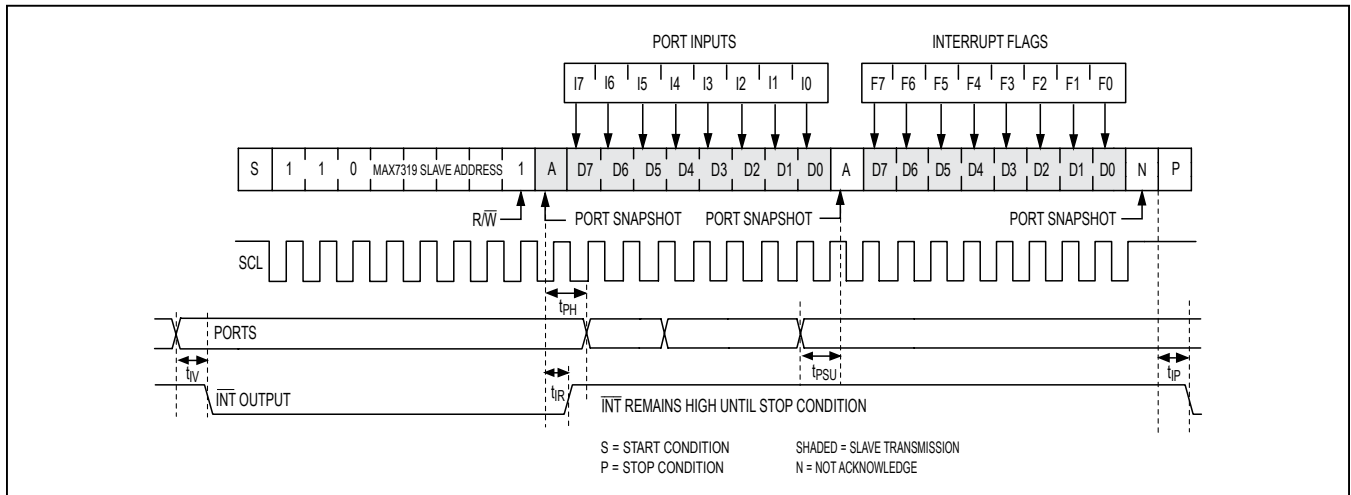 PORT INPUTS INTERRUPT FLAGS
I7 I6 I5 I4 I3 I2 I1 I0 F7 F6 F5 F4 F3 F2 F1 F0
S 1 1 0 MAX7319 SLAVE ADDRESS 1 A D7 D6 D5 D4 D3 D2 D1 D0 A D7 D6 D5 D4 D3 D2 D1 D0 N P
R/W̅ PORT SNAPSHOT PORT SNAPSHOT PORT SNAPSHOT
SCL
tPH
PORTS
tIV tIR tPSU tIP
I̅N̅T̅ OUTPUT I̅N̅T̅ REMAINS HIGH UNTIL STOP CONDITION
S = START CONDITION SHADED = SLAVE TRANSMISSION
P = STOP CONDITION N = NOT ACKNOWLEDGE